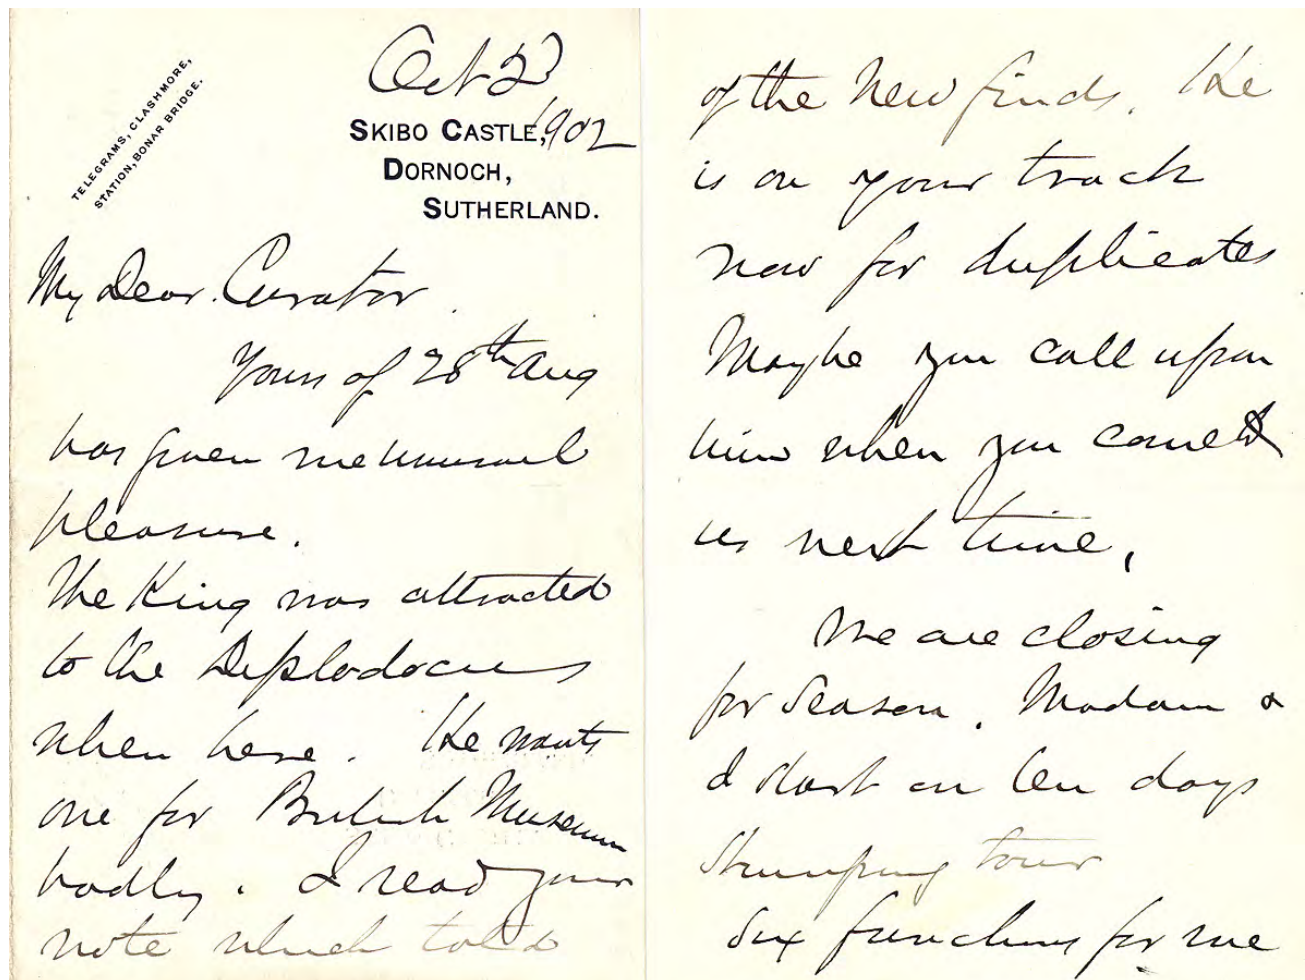 TELEGRAMS, CLASHMORE,
STATION, BONAR BRIDGE.
Oct 2
1902
SKIBO CASTLE,
DORNOCH,
SUTHERLAND.
My Dear Curator.
Yours of 28th Aug
has given me unusual
pleasure.
The King was attracted
to the Diplodocus
when here. He wants
one for British Museum
badly. I read your
note which told
of the New finds. He
is on your track
now for duplicates
Maybe you call upon
him when you come to
us next time,
We are closing
for Season. Madam &
I start on ten days
Stumping tour
Six functions for me